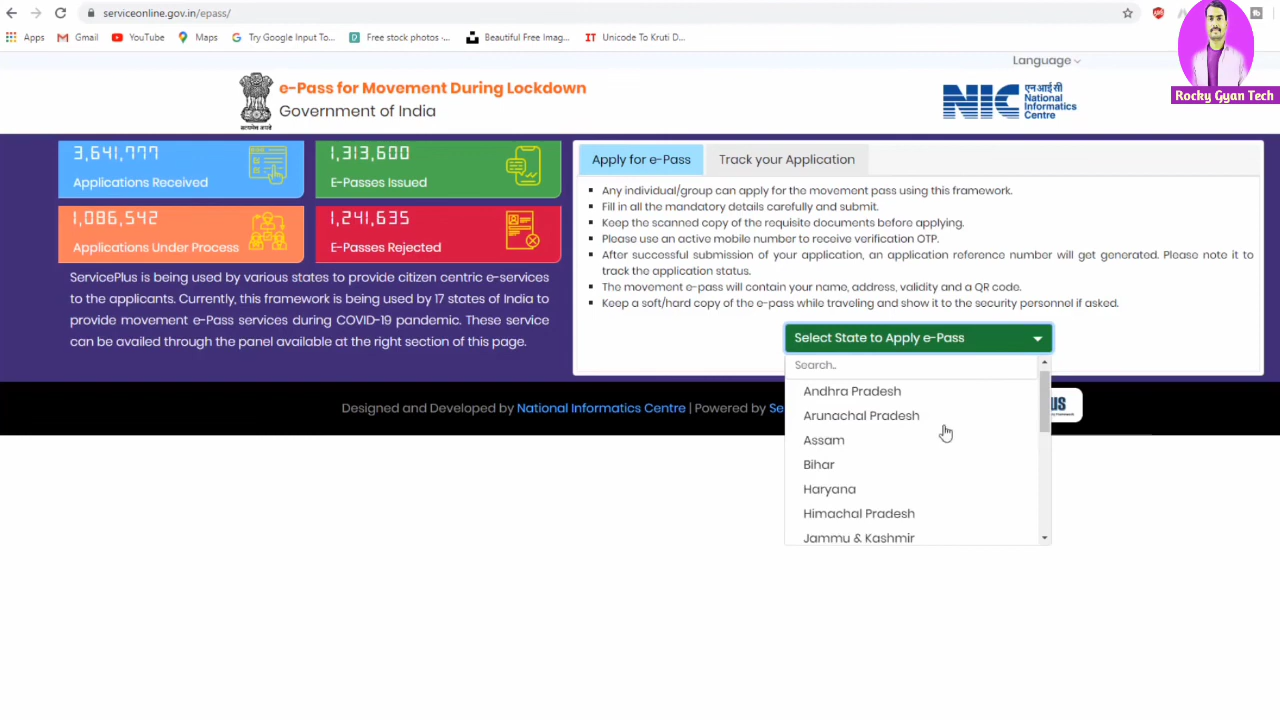 serviceonline.gov.in/epass/
Apps
Gmail
YouTube
Maps
Try Google Input To...
Free stock photos -...
Beautiful Free Imag...
Unicode To Kruti D...
Rocky Gyan Tech
Language
e-Pass for Movement During Lockdown
Government of India
सत्यमेव जयते
NIC
एन आई सी
National
Informatics
Centre
3,641,777
Applications Received
1,313,600
E-Passes Issued
1,086,542
Applications Under Process
1,241,635
E-Passes Rejected
ServicePlus is being used by various states to provide citizen centric e-services
to the applicants. Currently, this framework is being used by 17 states of India to
provide movement e-Pass services during COVID-19 pandemic. These service
can be availed through the panel available at the right section of this page.
Apply for e-Pass
Track your Application
Any individual/group can apply for the movement pass using this framework.
Fill in all the mandatory details carefully and submit.
Keep the scanned copy of the requisite documents before applying.
Please use an active mobile number to receive verification OTP.
After successful submission of your application, an application reference number will get generated. Please note it to
track the application status.
The movement e-pass will contain your name, address, validity and a QR code.
Keep a soft/hard copy of the e-pass while traveling and show it to the security personnel if asked.
Select State to Apply e-Pass
Search..
Andhra Pradesh
Arunachal Pradesh
Assam
Bihar
Haryana
Himachal Pradesh
Jammu & Kashmir
Designed and Developed by National Informatics Centre | Powered by Se
US